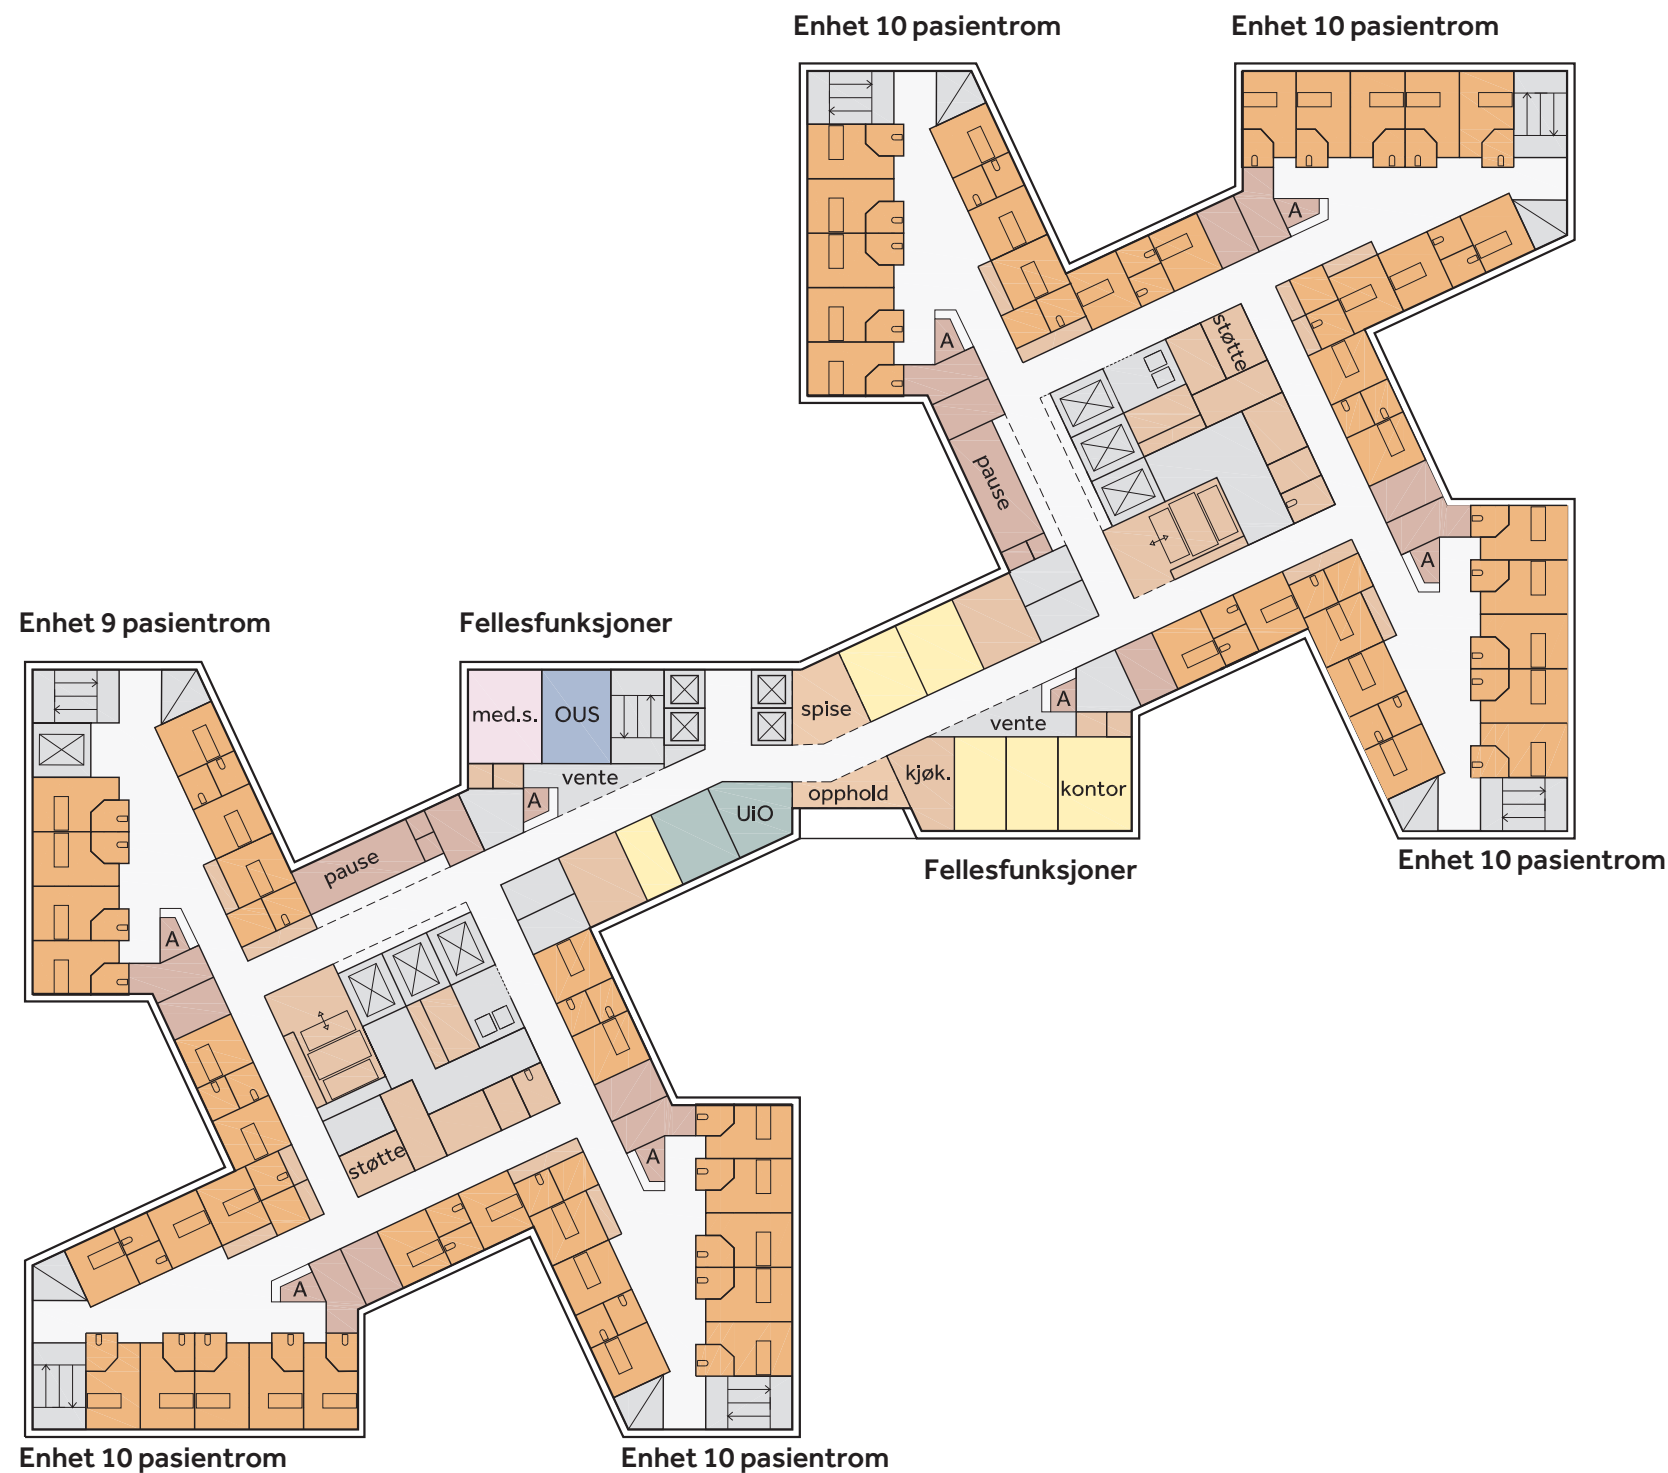 Enhet 10 pasientrom
Enhet 10 pasientrom
A
A
støtte
pause
A
Enhet 9 pasientrom
Fellesfunksjoner
med.s.
OUS
spise
A
vente
vente
kjøk.
opphold
kontor
A
UiO
pause
Fellesfunksjoner
Enhet 10 pasientrom
A
støtte
A
A
Enhet 10 pasientrom
Enhet 10 pasientrom